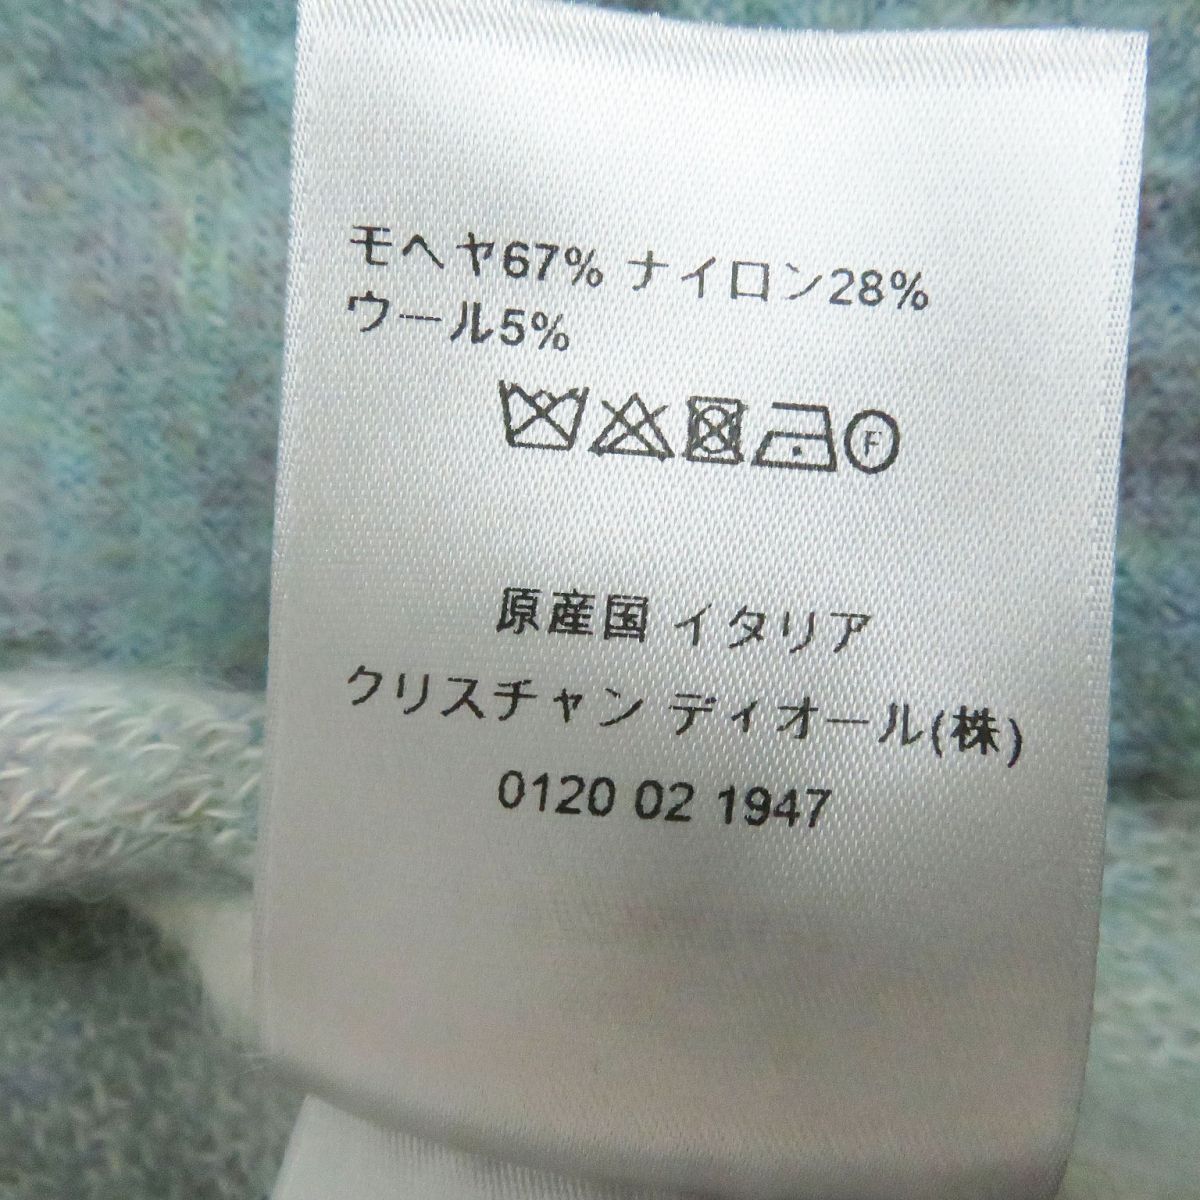 モヘヤ67% ナイロン28%
ウール5%
F
原産国 イタリア
クリスチャン ディオール(株)
0120 02 1947